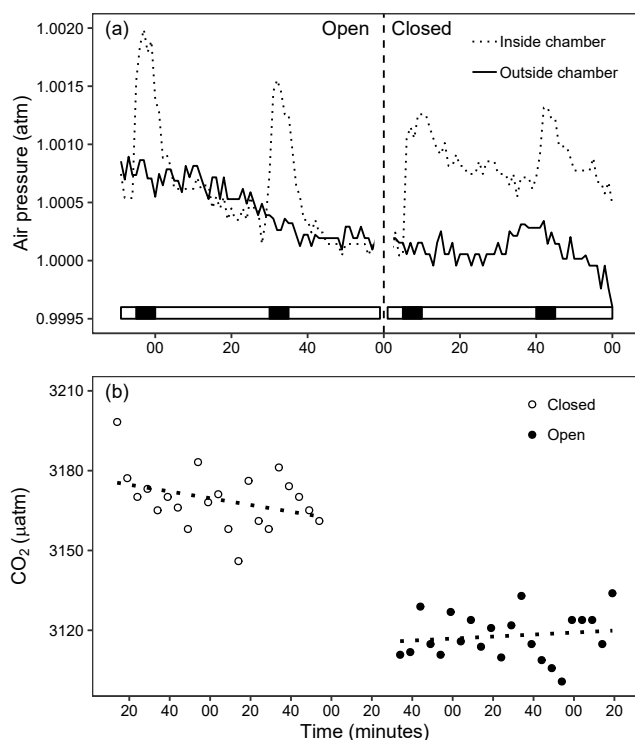 (a)
Open
Closed
Inside chamber
Outside chamber
1.0020
1.0015
1.0010
1.0005
1.0000
0.9995
Air pressure (atm)
00 20 40 00 20 40 00
(b)
Closed
Open
3210
3180
3150
3120
CO₂ (µatm)
20 40 00 20 40 00 20 40 00 20 40 00 20
Time (minutes)